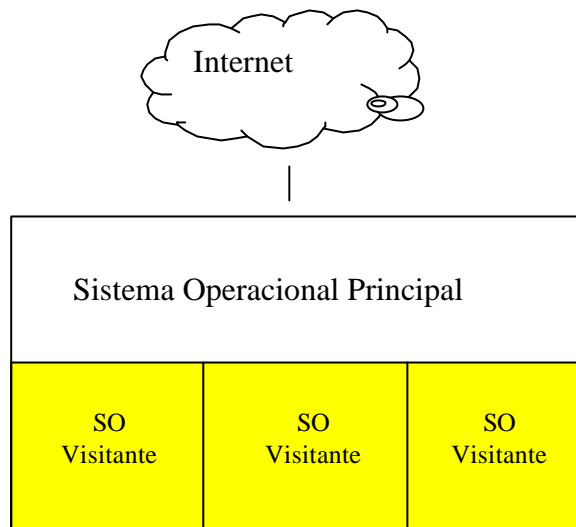 Internet
Sistema Operacional Principal
SO
Visitante
SO
Visitante
SO
Visitante